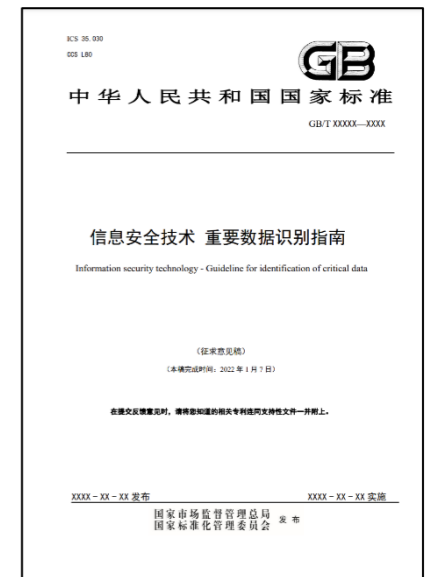 ICS 35.030
CCS L80
GB
中华人民共和国国家标准
GB/T XXXXX—XXXX
信息安全技术 重要数据识别指南
Information security technology - Guideline for identification of critical data
（征求意见稿）
（本稿完成时间：2022 年 1 月 7 日）
在提交反馈意见时，请将您知道的相关专利连同支持性文件一并附上。
XXXX－XX－XX 发布
XXXX－XX－XX 实施
国家市场监督管理总局
国家标准化管理委员会
发 布